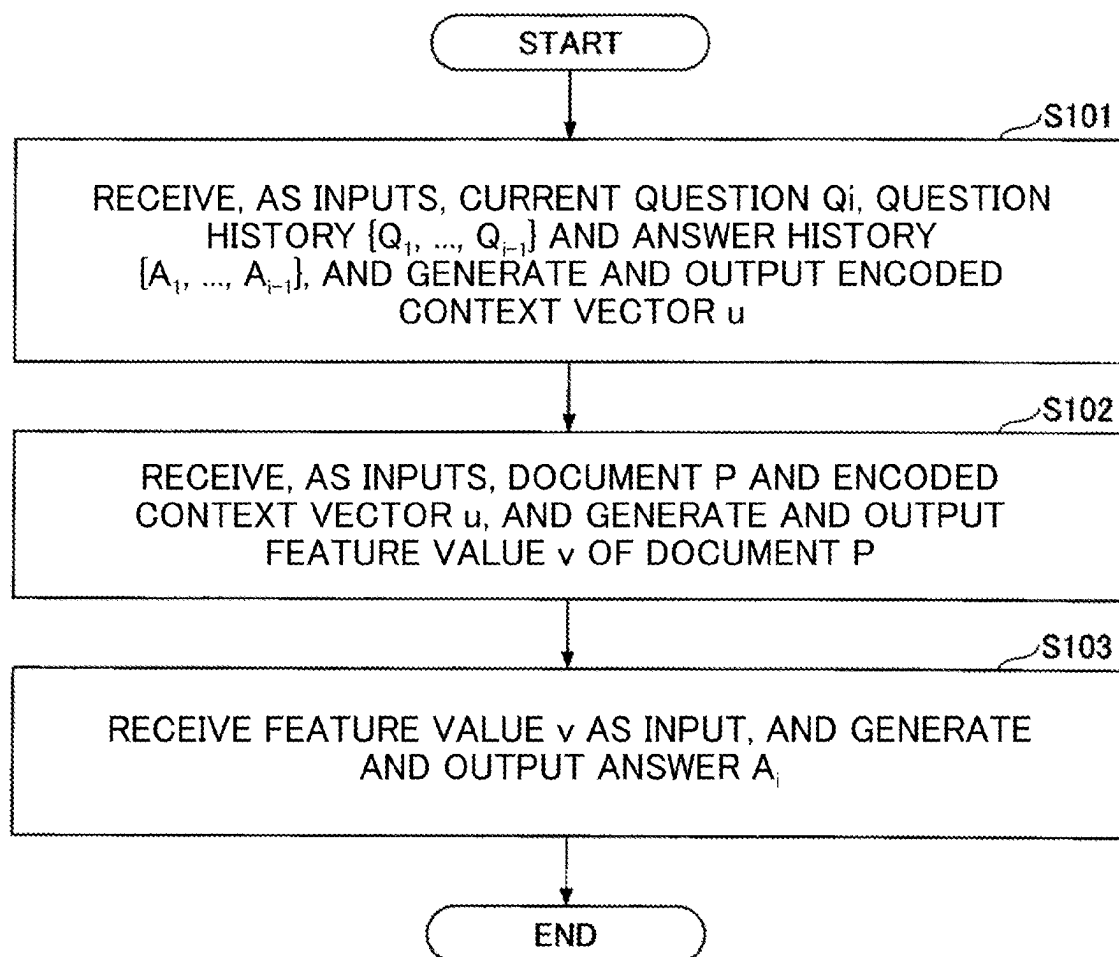 START
S101
RECEIVE, AS INPUTS, CURRENT QUESTION Qi, QUESTION
HISTORY {Q₁, ..., Qᵢ₋₁} AND ANSWER HISTORY
{A₁, ..., Aᵢ₋₁}, AND GENERATE AND OUTPUT ENCODED
CONTEXT VECTOR u
S102
RECEIVE, AS INPUTS, DOCUMENT P AND ENCODED
CONTEXT VECTOR u, AND GENERATE AND OUTPUT
FEATURE VALUE v OF DOCUMENT P
S103
RECEIVE FEATURE VALUE v AS INPUT, AND GENERATE
AND OUTPUT ANSWER Aᵢ
END